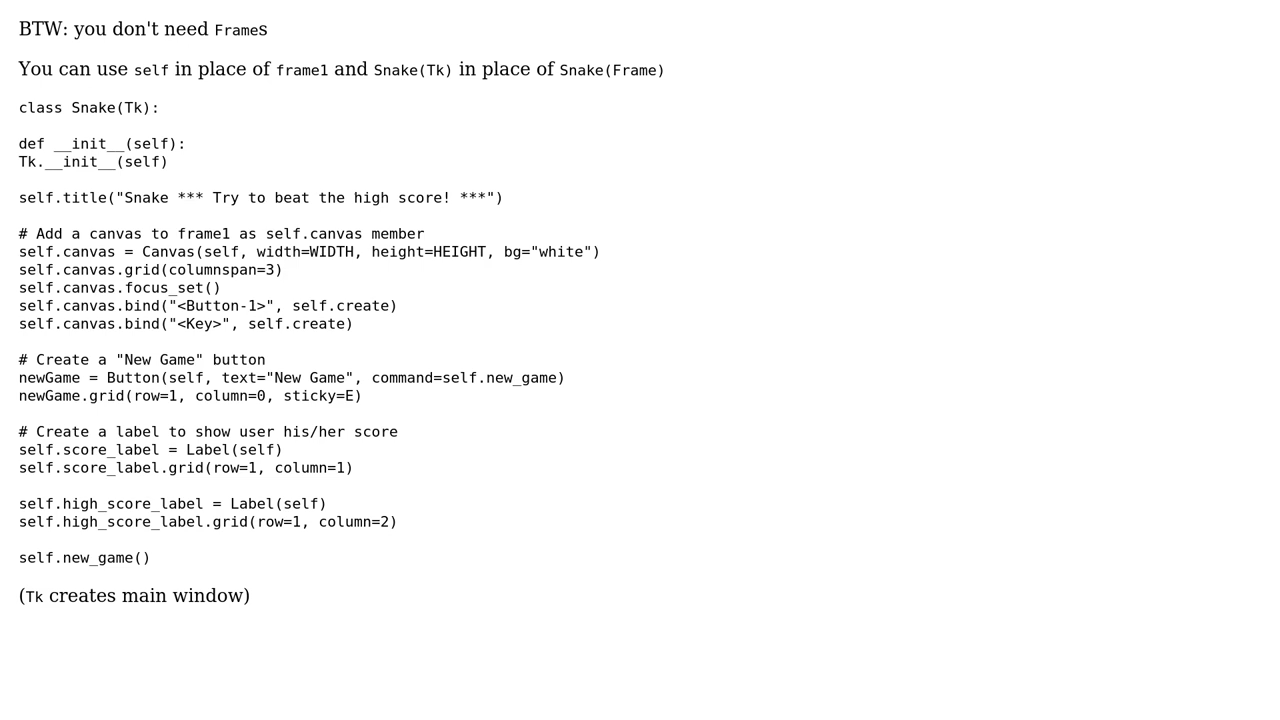 BTW: you don't need Frames
You can use self in place of frame1 and Snake(Tk) in place of Snake(Frame)
class Snake(Tk):
def __init__(self):
Tk.__init__(self)
self.title("Snake *** Try to beat the high score! ***")
# Add a canvas to frame1 as self.canvas member
self.canvas = Canvas(self, width=WIDTH, height=HEIGHT, bg="white")
self.canvas.grid(columnspan=3)
self.canvas.focus_set()
self.canvas.bind("<Button-1>", self.create)
self.canvas.bind("<Key>", self.create)
# Create a "New Game" button
newGame = Button(self, text="New Game", command=self.new_game)
newGame.grid(row=1, column=0, sticky=E)
# Create a label to show user his/her score
self.score_label = Label(self)
self.score_label.grid(row=1, column=1)
self.high_score_label = Label(self)
self.high_score_label.grid(row=1, column=2)
self.new_game()
(Tk creates main window)